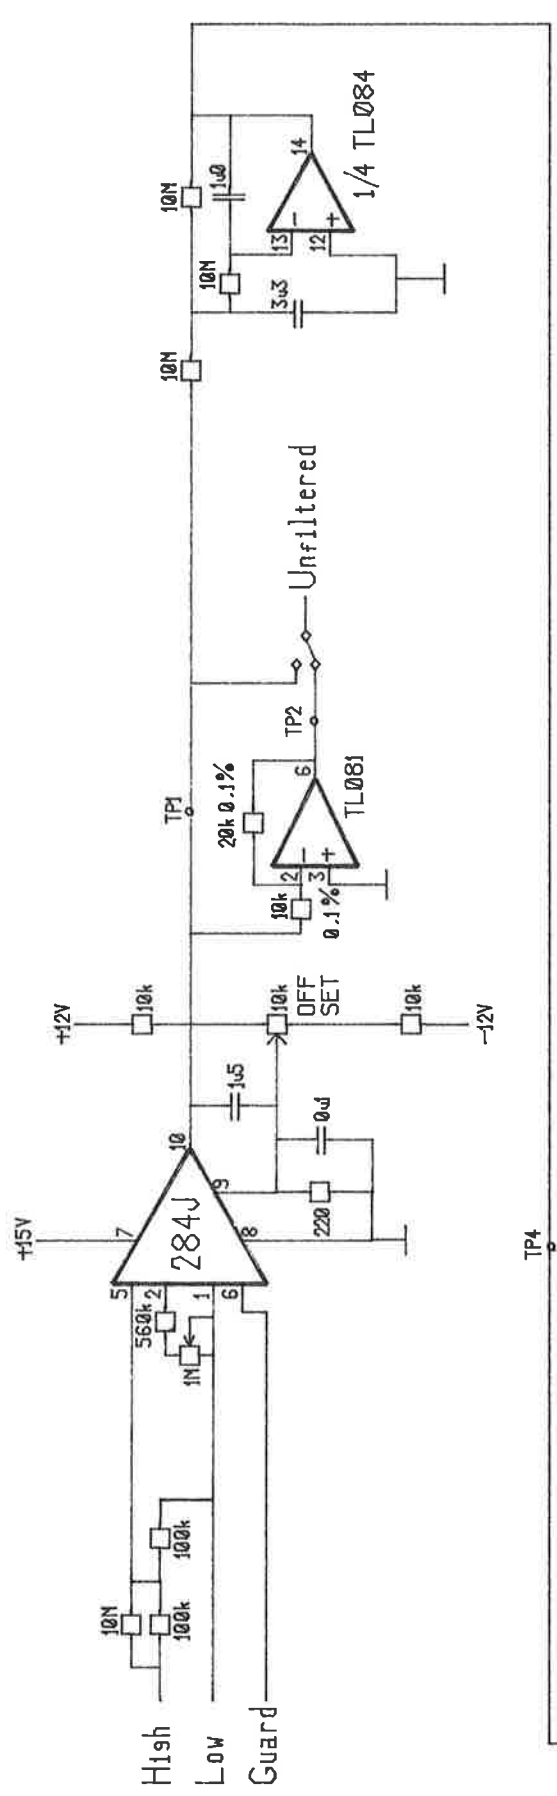 High
Low
Guard
10M
100k
100k
560k
1M
5
2
1
6
284J
+15V
7
8
9
10
220
0u1
1u5
+12V
10k
10k
OFF
SET
10k
-12V
10k
0.1%
2
3
-
+
6
20k 0.1%
TL081
TP1
TP2
Unfiltered
10M
10M
3u3
10M
1u0
13
12
-
+
14
1/4 TL084
TP4